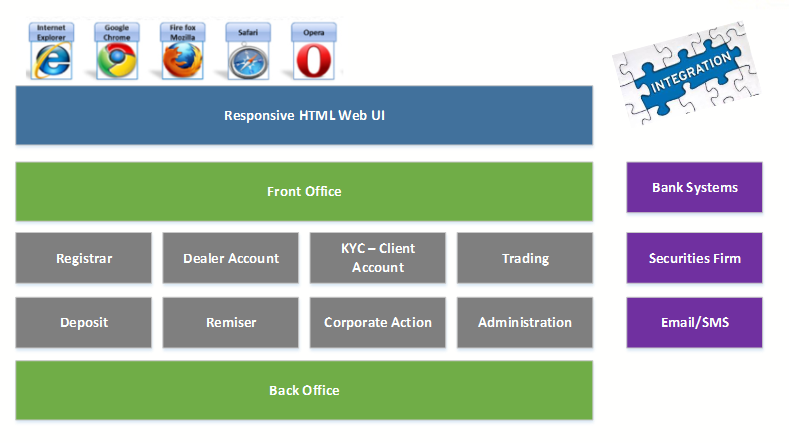 Internet
Explorer
Google
Chrome
Fire fox
Mozilla
Safari
Opera
INTEGRATION
Responsive HTML Web UI
Front Office
Bank Systems
Registrar
Dealer Account
KYC – Client
Account
Trading
Securities Firm
Deposit
Remiser
Corporate Action
Administration
Email/SMS
Back Office